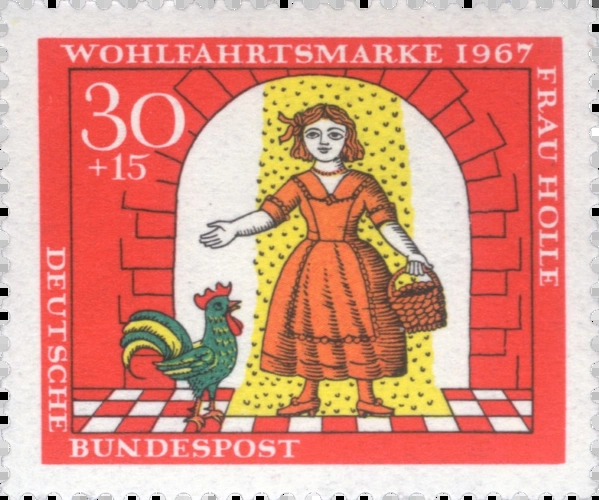 WOHLFAHRTSMARKE 1967
30
+15
FRAU HOLLE
DEUTSCHE
BUNDESPOST